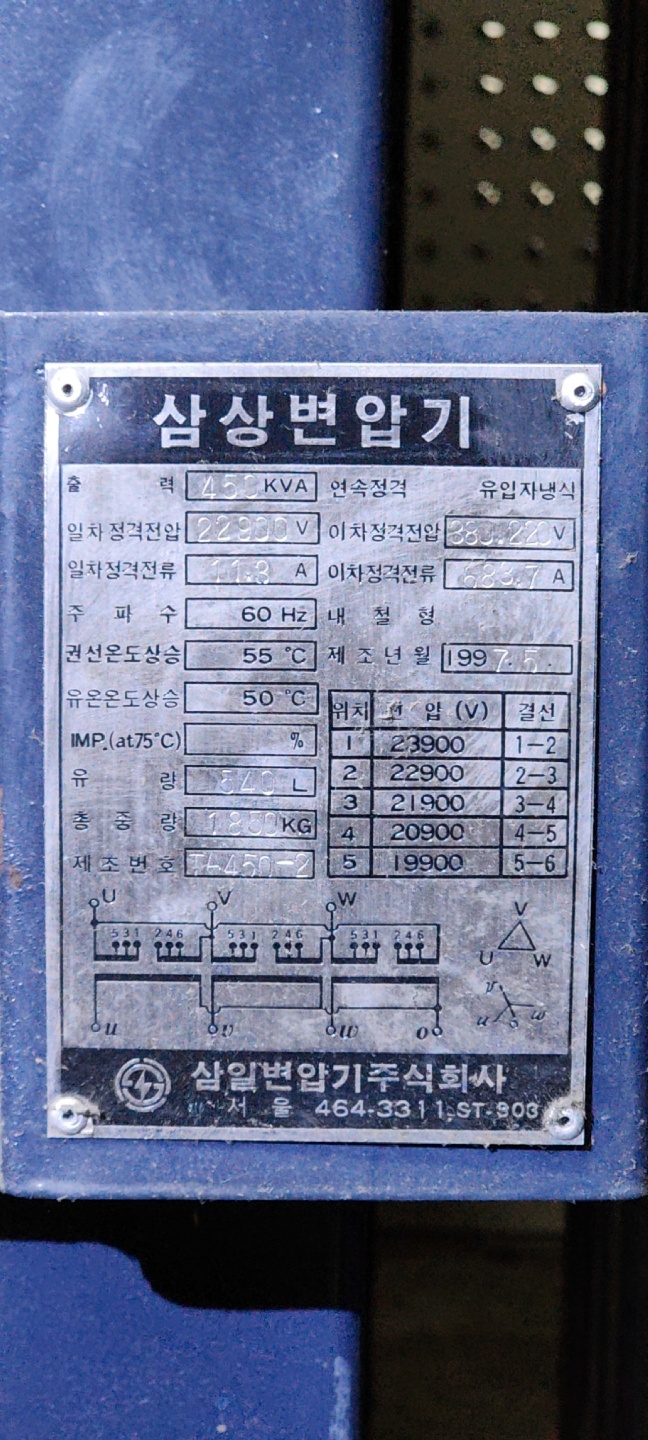 삼상변압기
출 력 450 KVA 연속정격 유입자냉식
일차정격전압 22900 V 이차정격전압 380.220 V
일차정격전류 11.3 A 이차정격전류 683.7 A
주 파 수 60 Hz 내 철 형
권선온도상승 55 °C 제조년월 1997.5.
유온온도상승 50 °C
위치 전 압 (V) 결선
IMP.(at75°C) %
1 23900 1-2
유 량 540 L
2 22900 2-3
3 21900 3-4
총 중 량 1850 KG
4 20900 4-5
제조번호
5 19900 5-6
U V W
5 3 1 2 4 6 5 3 1 2 4 6 5 3 1 2 4 6
V
U W
u v w o
u v w o
삼일변압기주식회사
서 울 464-3311 ST-903